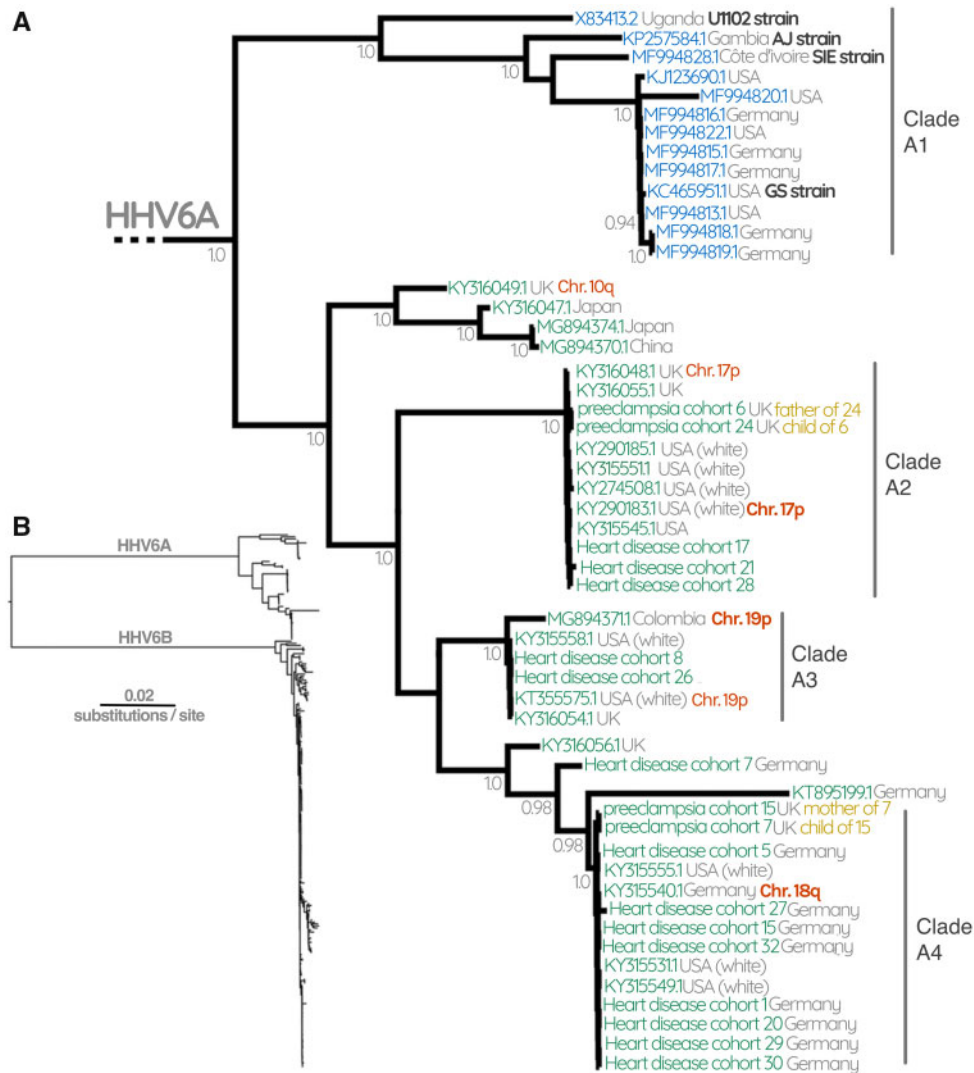 A
X83413.2 Uganda U1102 strain
KP257584.1 Gambia AJ strain
MF994828.1 Côte d'ivoire SIE strain
KJ123690.1 USA
MF994820.1 USA
MF994816.1 Germany
MF994822.1 USA
MF994815.1 Germany
MF994817.1 Germany
KC465951.1 USA GS strain
MF994813.1 USA
MF994818.1 Germany
MF994819.1 Germany
1.0
1.0
1.0
0.94
1.0
Clade
A1
HHV6A
1.0
KY316049.1 UK Chr. 10q
KY316047.1 Japan
MG894374.1 Japan
MG894370.1 China
1.0
1.0
1.0
1.0
KY316048.1 UK Chr. 17p
KY316055.1 UK
preeclampsia cohort 6 UK father of 24
preeclampsia cohort 24 UK child of 6
KY290185.1 USA (white)
KY315551.1 USA (white)
KY274508.1 USA (white)
KY290183.1 USA (white) Chr. 17p
KY315545.1 USA
Heart disease cohort 17
Heart disease cohort 21
Heart disease cohort 28
1.0
1.0
Clade
A2
MG894371.1 Colombia Chr. 19p
KY315558.1 USA (white)
Heart disease cohort 8
Heart disease cohort 26
KT355575.1 USA (white) Chr. 19p
KY316054.1 UK
1.0
Clade
A3
KY316056.1 UK
Heart disease cohort 7 Germany
KT895199.1 Germany
1.0
0.98
0.98
1.0
preeclampsia cohort 15 UK mother of 7
preeclampsia cohort 7 UK child of 15
Heart disease cohort 5 Germany
KY315555.1 USA (white)
KY315540.1 Germany Chr. 18q
Heart disease cohort 27 Germany
Heart disease cohort 15 Germany
Heart disease cohort 32 Germany
KY315531.1 USA (white)
KY315549.1 USA (white)
Heart disease cohort 1 Germany
Heart disease cohort 20 Germany
Heart disease cohort 29 Germany
Heart disease cohort 30 Germany
Clade
A4
B
HHV6A
HHV6B
0.02
substitutions / site